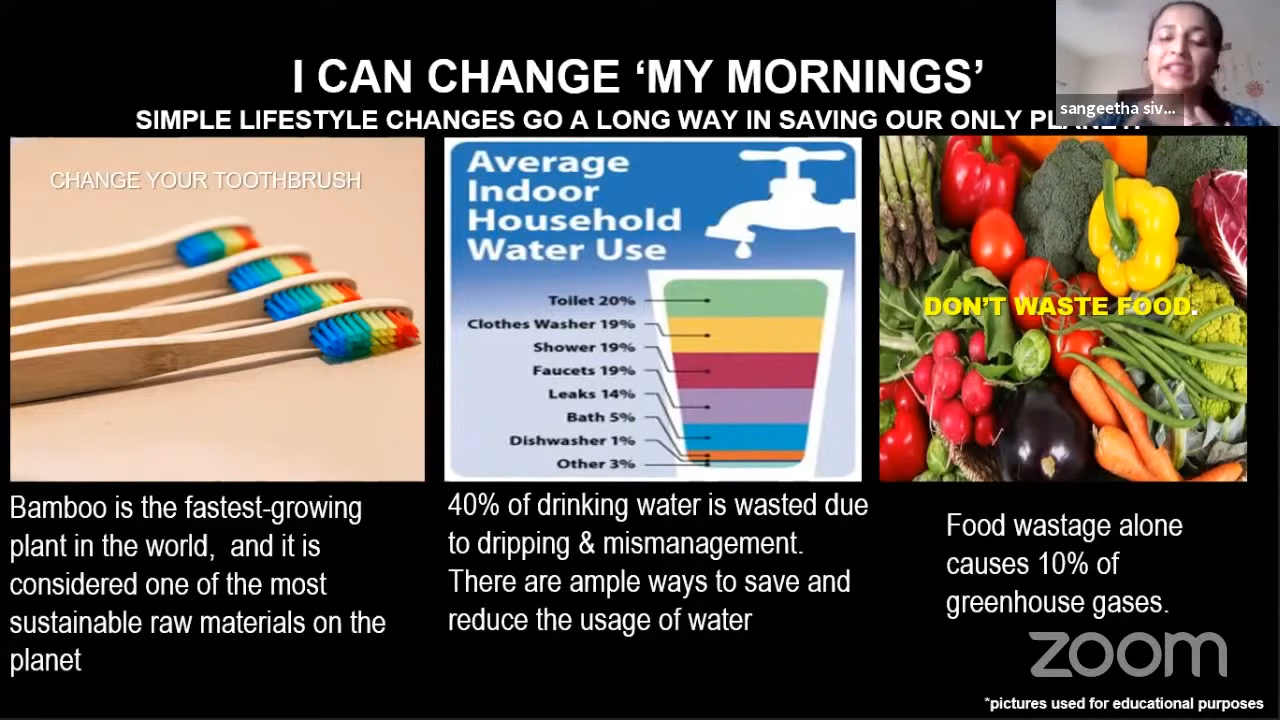 I CAN CHANGE ‘MY MORNINGS’
SIMPLE LIFESTYLE CHANGES GO A LONG WAY IN SAVING OUR ONLY
sangeetha siv...
CHANGE YOUR TOOTHBRUSH
Average
Indoor
Household
Water Use
Toilet 20%
Clothes Washer 19%
Shower 19%
Faucets 19%
Leaks 14%
Bath 5%
Dishwasher 1%
Other 3%
DON’T WASTE FOOD.
Bamboo is the fastest-growing
plant in the world, and it is
considered one of the most
sustainable raw materials on the
planet
40% of drinking water is wasted due
to dripping & mismanagement.
There are ample ways to save and
reduce the usage of water
Food wastage alone
causes 10% of
greenhouse gases.
zoom
*pictures used for educational purposes